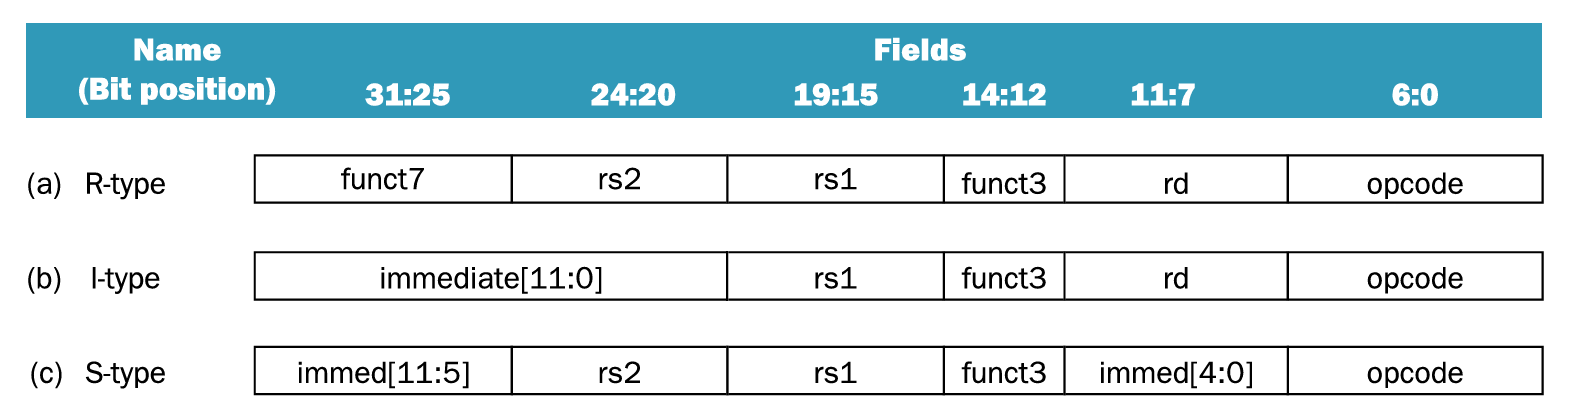 Name Fields
(Bit position) 31:25 24:20 19:15 14:12 11:7 6:0
(a) R-type funct7 rs2 rs1 funct3 rd opcode
(b) I-type immediate[11:0] rs1 funct3 rd opcode
(c) S-type immed[11:5] rs2 rs1 funct3 immed[4:0] opcode